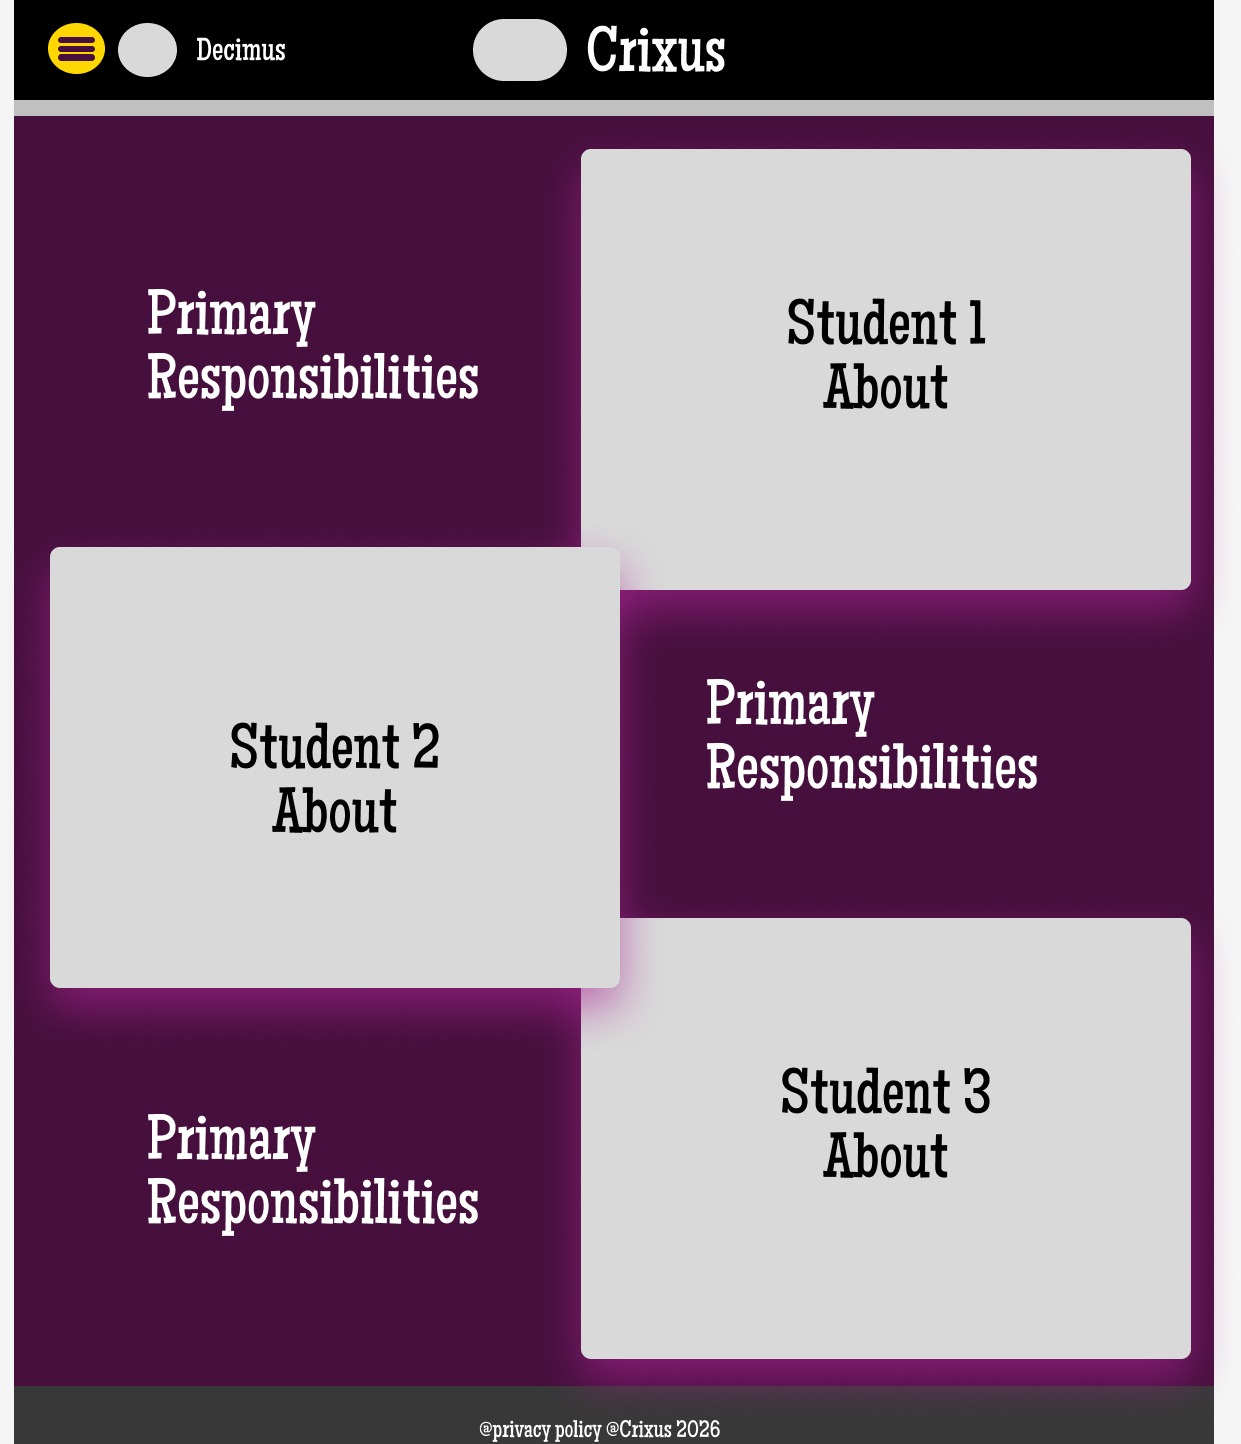 Decimus
Crixus
Primary
Responsibilities
Student 1
About
Student 2
About
Primary
Responsibilities
Primary
Responsibilities
Student 3
About
@privacy policy @Crixus 2026